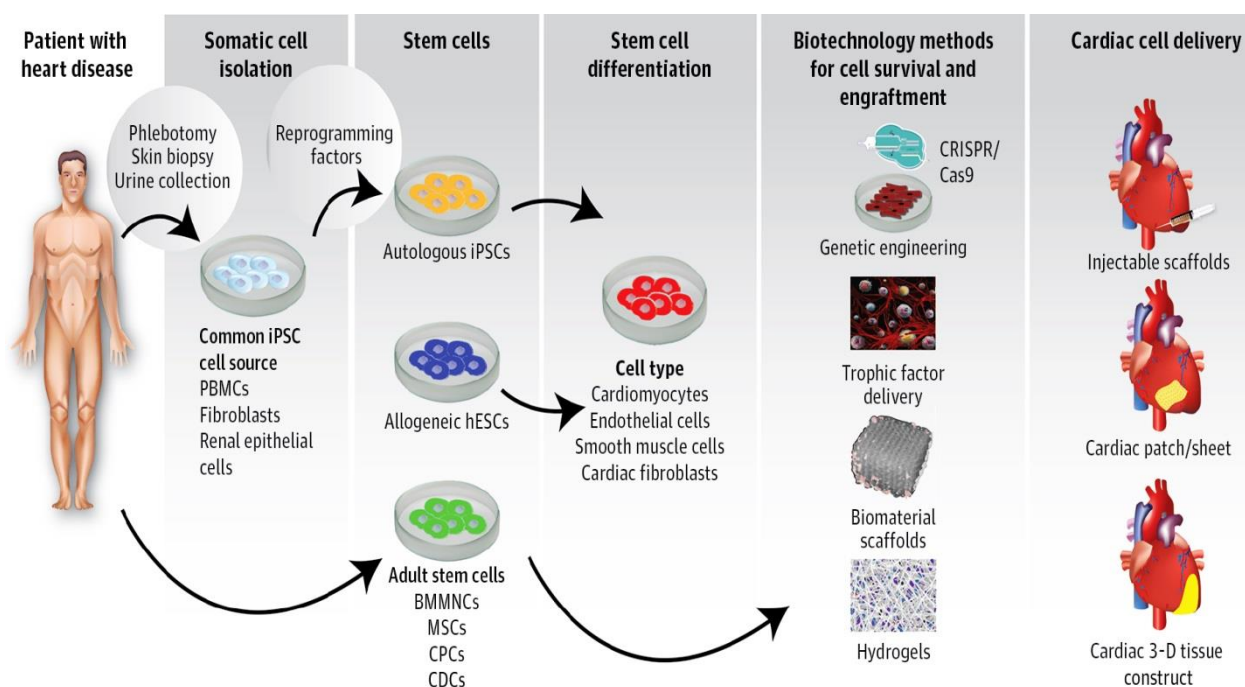 Patient with
heart disease
Somatic cell
isolation
Stem cells
Stem cell
differentiation
Biotechnology methods
for cell survival and
engraftment
Cardiac cell delivery
Phlebotomy
Skin biopsy
Urine collection
Reprogramming
factors
Common iPSC
cell source
PBMCs
Fibroblasts
Renal epithelial
cells
Autologous iPSCs
Allogeneic hESCs
Adult stem cells
BMMNCs
MSCs
CPCs
CDCs
Cell type
Cardiomyocytes
Endothelial cells
Smooth muscle cells
Cardiac fibroblasts
CRISPR/
Cas9
Genetic engineering
Trophic factor
delivery
Biomaterial
scaffolds
Hydrogels
Injectable scaffolds
Cardiac patch/sheet
Cardiac 3-D tissue
construct